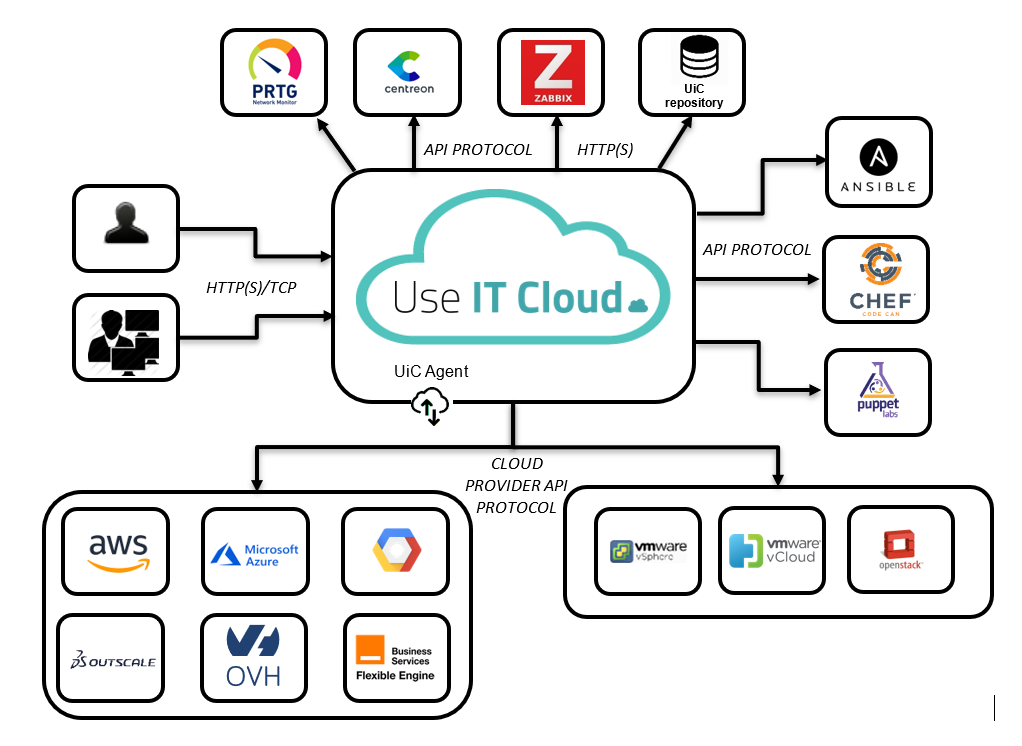 PRTG
Network Monitor
centreon
Z
ZABBIX
UiC
repository
API PROTOCOL
HTTP(S)
ANSIBLE
HTTP(S)/TCP
Use IT Cloud
API PROTOCOL
CHEF
CODE CAN
UiC Agent
puppet
labs
CLOUD
PROVIDER API
PROTOCOL
aws
Microsoft
Azure
vmware
vSphere
vmware
vCloud
openstack
OUTSCALE
OVH
Business
Services
Flexible Engine